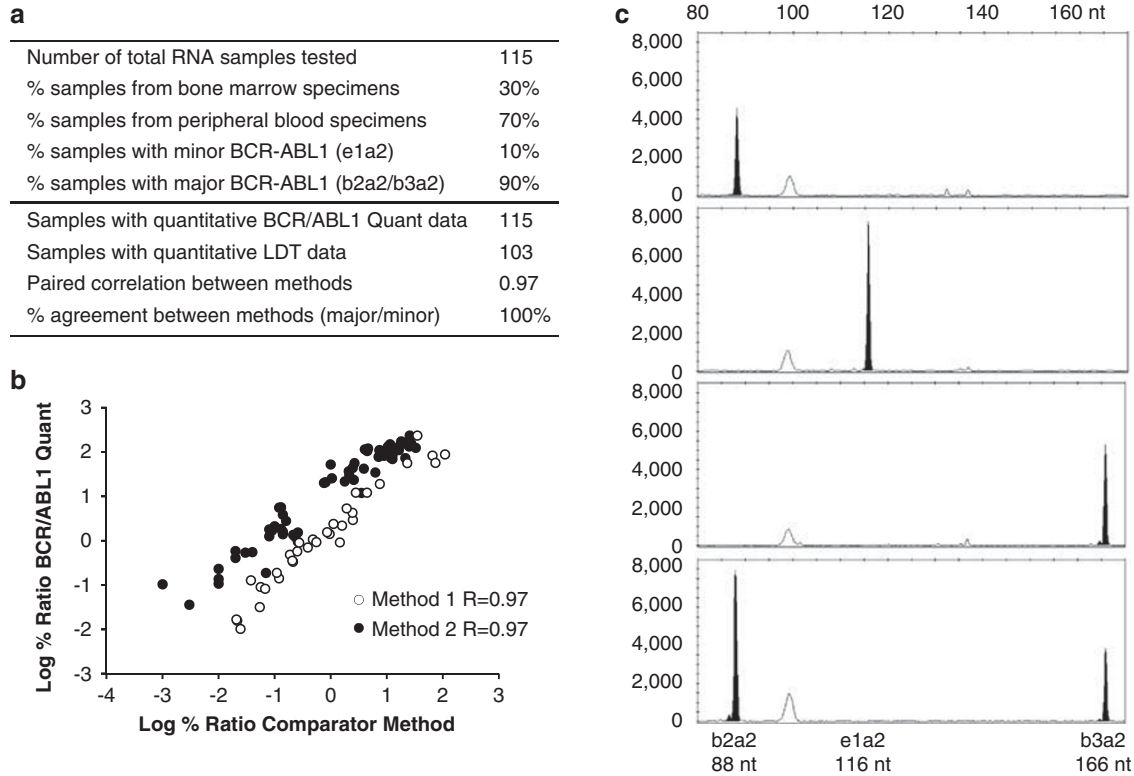 a
Number of total RNA samples tested 115
% samples from bone marrow specimens 30%
% samples from peripheral blood specimens 70%
% samples with minor BCR-ABL1 (e1a2) 10%
% samples with major BCR-ABL1 (b2a2/b3a2) 90%
Samples with quantitative BCR/ABL1 Quant data 115
Samples with quantitative LDT data 103
Paired correlation between methods 0.97
% agreement between methods (major/minor) 100%
b
Log % Ratio BCR/ABL1 Quant
3
2
1
0
-1
-2
-3
-4 -3 -2 -1 0 1 2 3
Method 1 R=0.97
Method 2 R=0.97
Log % Ratio Comparator Method
c
80 100 120 140 160 nt
8,000
6,000
4,000
2,000
0
8,000
6,000
4,000
2,000
0
8,000
6,000
4,000
2,000
0
8,000
6,000
4,000
2,000
0
b2a2 e1a2 b3a2
88 nt 116 nt 166 nt